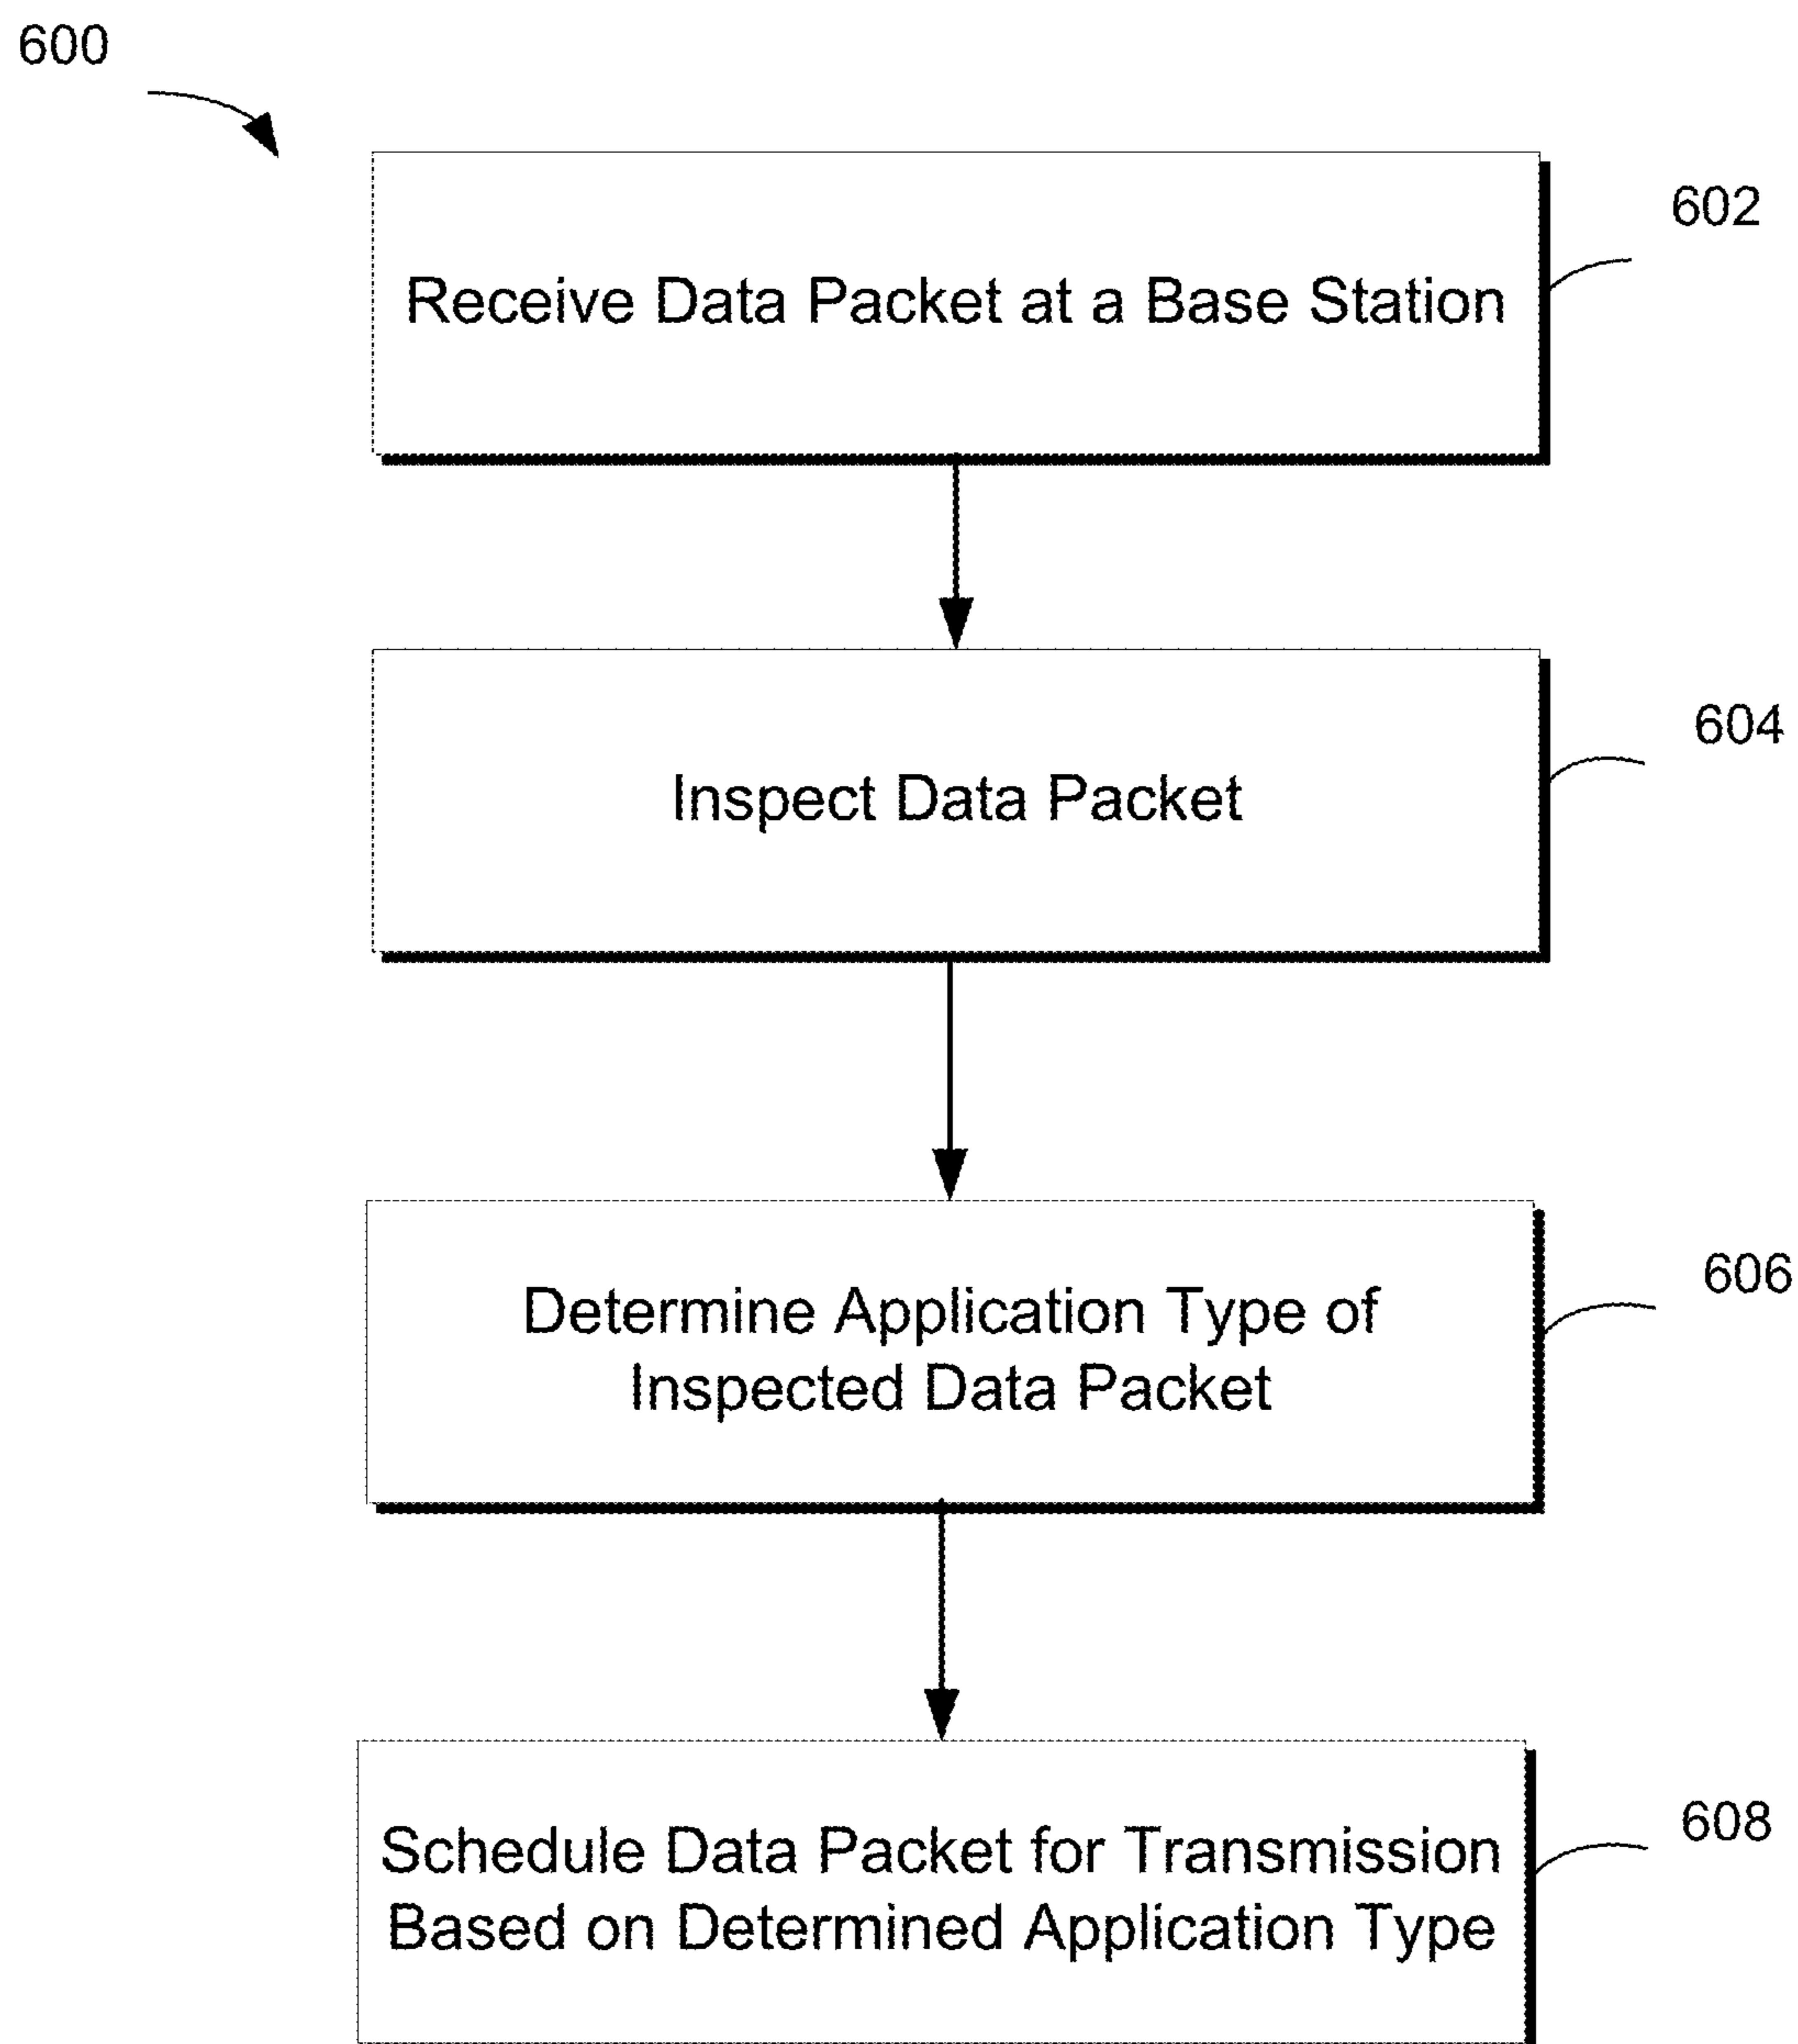 600
602
Receive Data Packet at a Base Station
604
Inspect Data Packet
606
Determine Application Type of
Inspected Data Packet
608
Schedule Data Packet for Transmission
Based on Determined Application Type